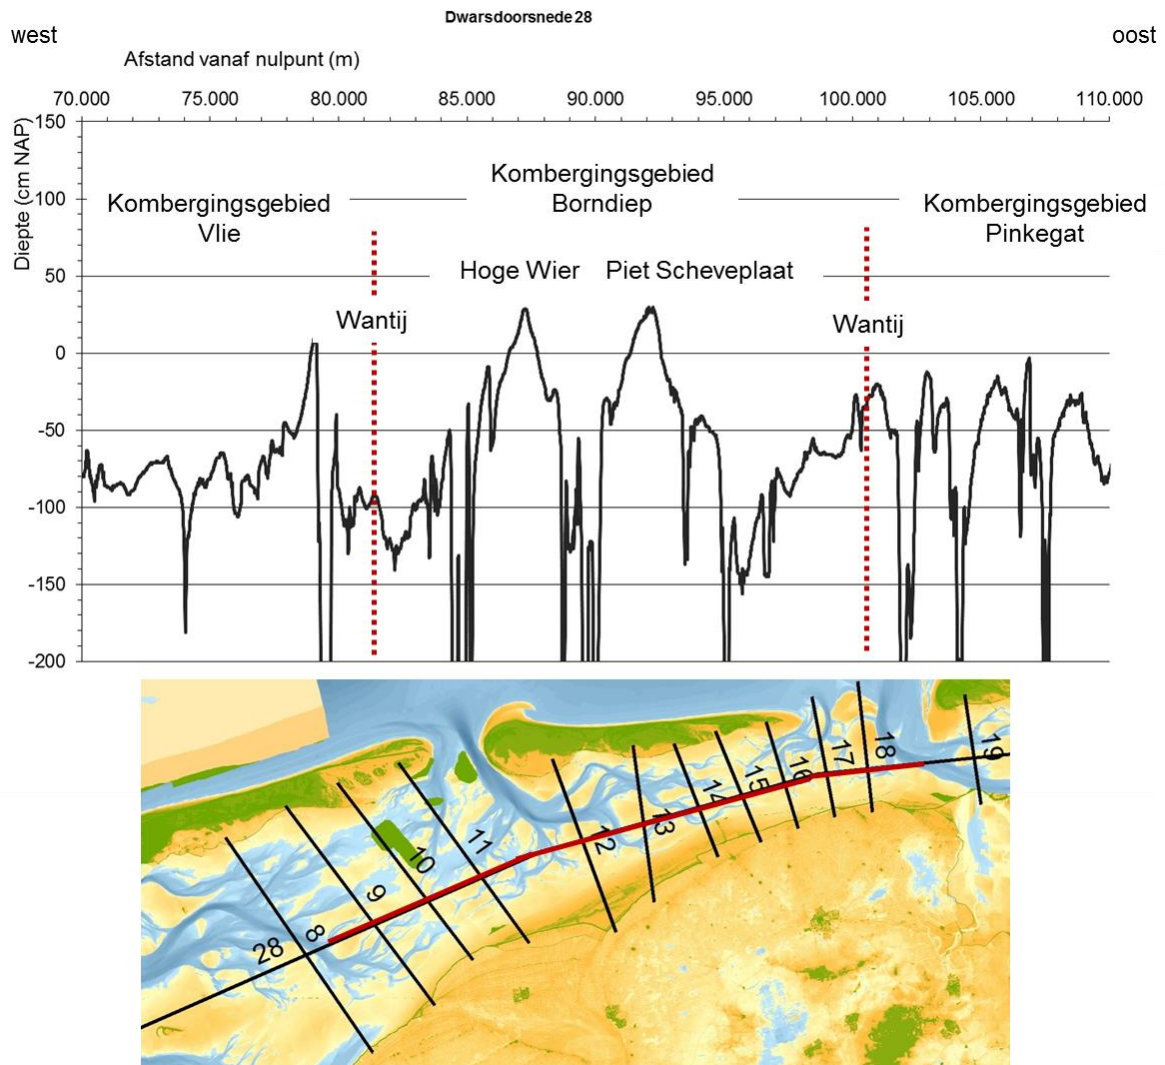 Dwarsdoorsnede 28
west
oost
Afstand vanaf nulpunt (m)
70.000 75.000 80.000 85.000 90.000 95.000 100.000 105.000 110.000
Diepte (cm NAP)
150
100
50
0
-50
-100
-150
-200
Kombergingsgebied
Vlie
Kombergingsgebied
Borndiep
Kombergingsgebied
Pinkegat
Hoge Wier
Piet Scheveplaat
Wantij
Wantij
28
8
9
10
11
12
13
14
15
16
17
18
19